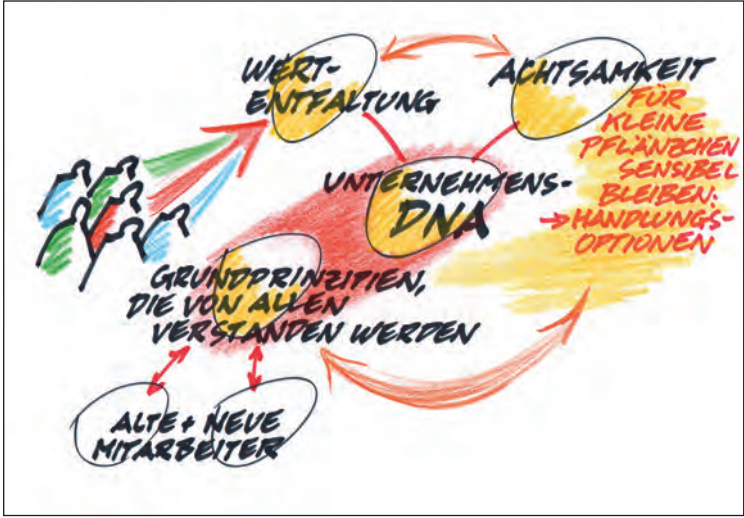 WERT-
ENTFALTUNG
ACHTSAMKEIT
FÜR
KLEINE
PFLÄNZCHEN
SENSIBEL
BLEIBEN:
→ HANDLUNGS-
OPTIONEN
UNTERNEHMENS-
DNA
GRUNDPRINZIPIEN,
DIE VON ALLEN
VERSTANDEN WERDEN
ALTE + NEUE
MITARBEITER